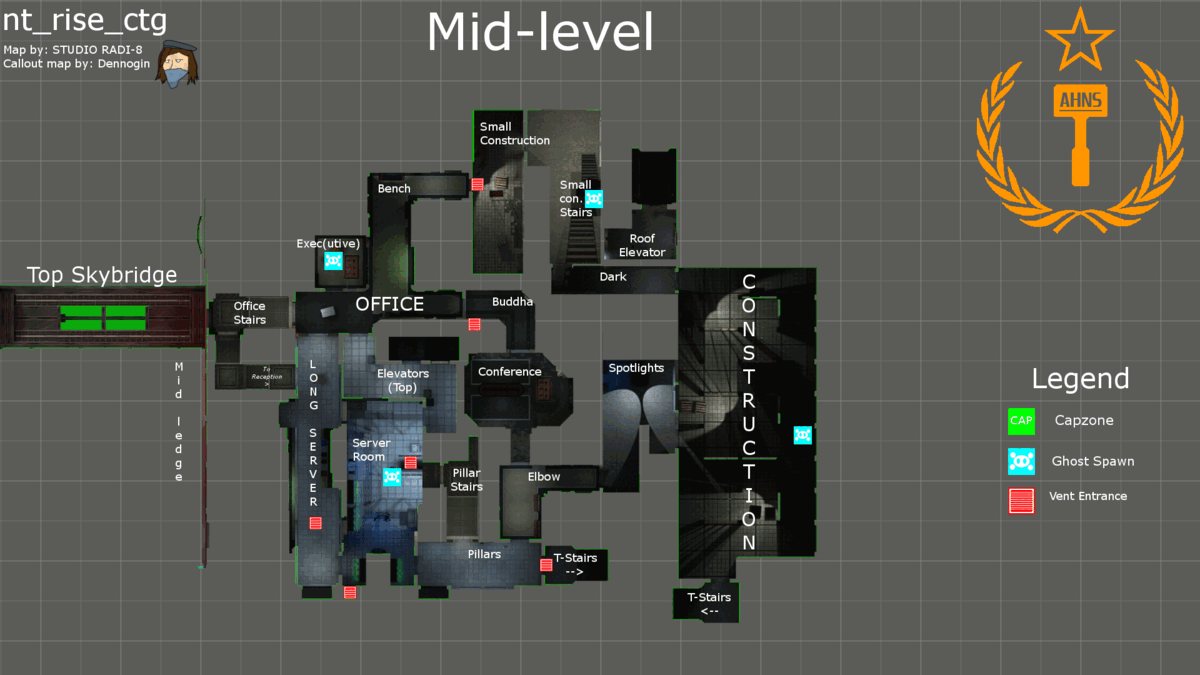 nt_rise_ctg
Map by: STUDIO RADI-8
Callout map by: Dennogin
Mid-level
AHNS
Small
Construction
Bench
Small
con.
Stairs
Exec(utive)
Roof
Elevator
Top Skybridge
Dark
Office
Stairs
OFFICE
Buddha
CONSTRUCTION
Mid ledge
To
Reception
>
LONG SERVER
Elevators
(Top)
Conference
Spotlights
Legend
CAP Capzone
Ghost Spawn
Vent Entrance
Server
Room
Pillar
Stairs
Elbow
Pillars
T-Stairs
-->
T-Stairs
<--